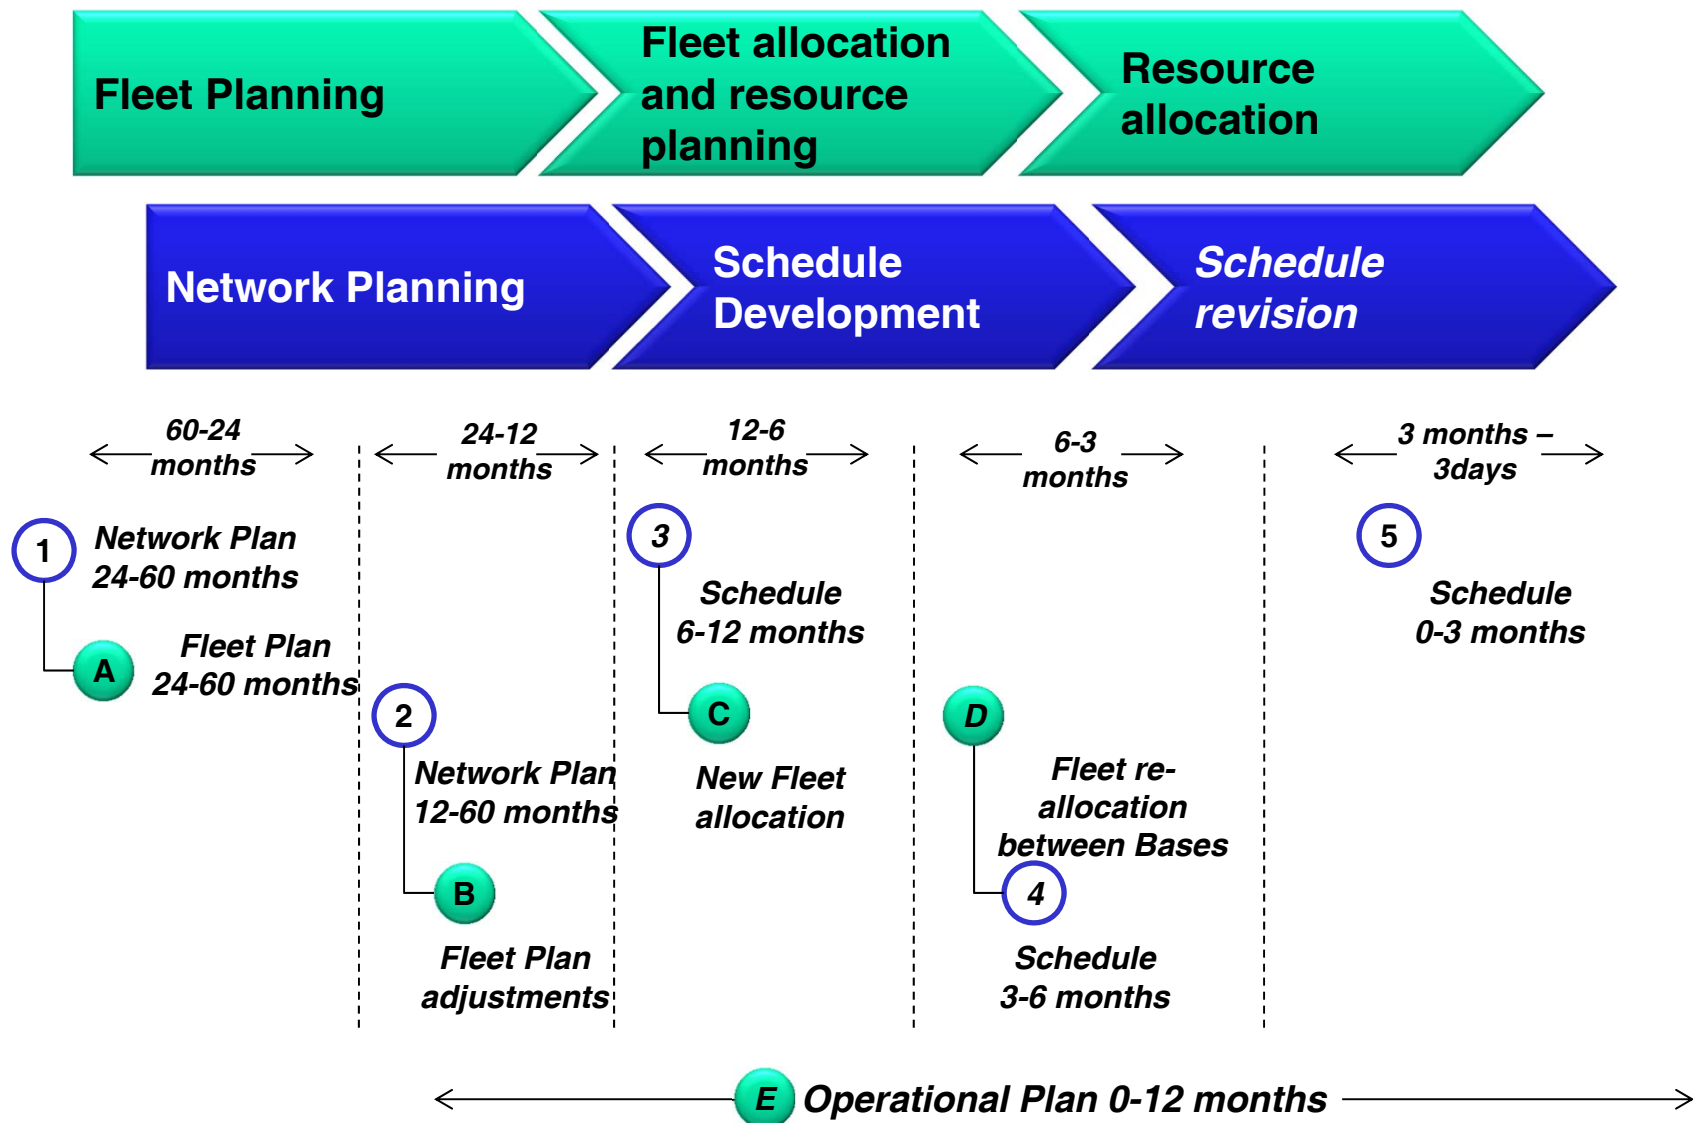 Fleet Planning
Fleet allocation
and resource
planning
Resource
allocation
Network Planning
Schedule
Development
Schedule
revision
60-24
months
24-12
months
12-6
months
6-3
months
3 months –
3days
1
Network Plan
24-60 months
A
Fleet Plan
24-60 months
2
Network Plan
12-60 months
B
Fleet Plan
adjustments
3
Schedule
6-12 months
C
New Fleet
allocation
D
Fleet re-
allocation
between Bases
4
Schedule
3-6 months
5
Schedule
0-3 months
E Operational Plan 0-12 months